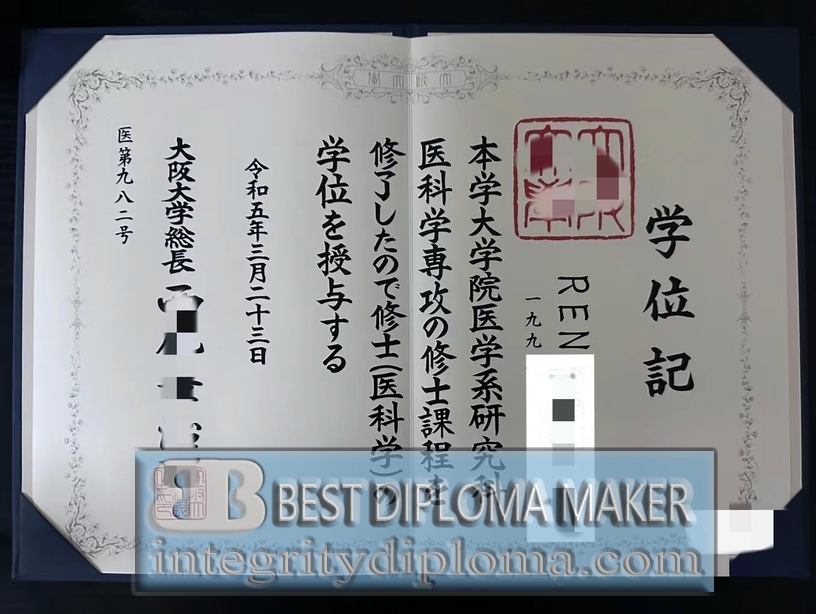 学位記
REN
一九九
本学大学院医学系研究科
医科学専攻の修士課程を
修了したので修士(医科学)の
学位を授与する
令和五年三月二十三日
大阪大学総長
医第九八二号
BEST DIPLOMA MAKER
integritydiploma.com